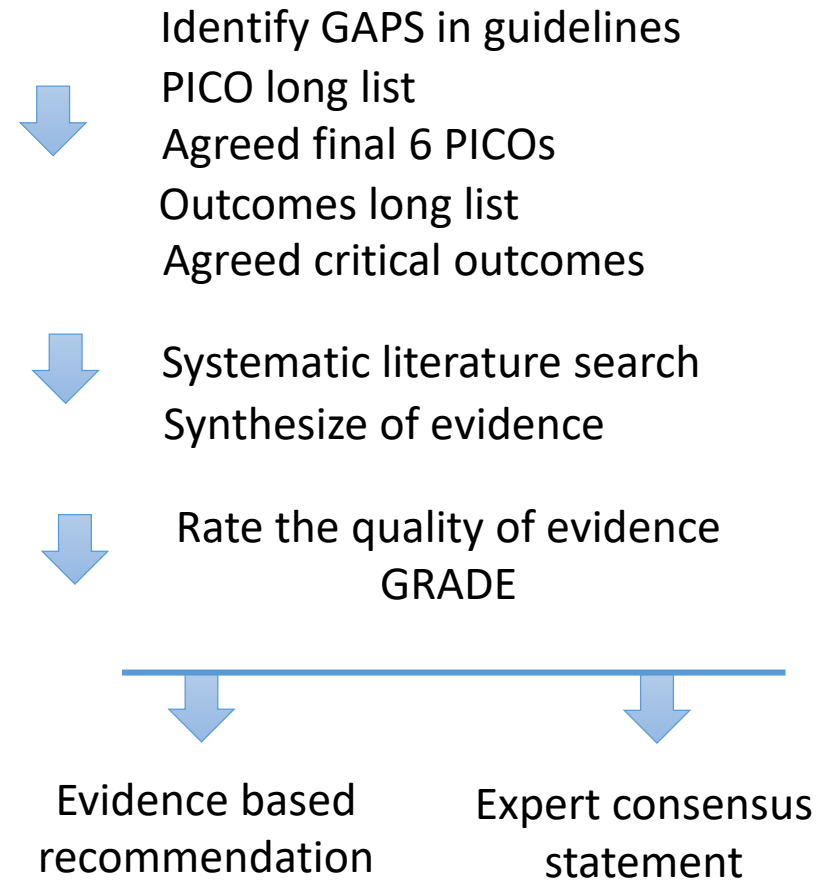 Identify GAPS in guidelines
PICO long list
Agreed final 6 PICOs
Outcomes long list
Agreed critical outcomes
Systematic literature search
Synthesize of evidence
Rate the quality of evidence
GRADE
Evidence based
recommendation
Expert consensus
statement